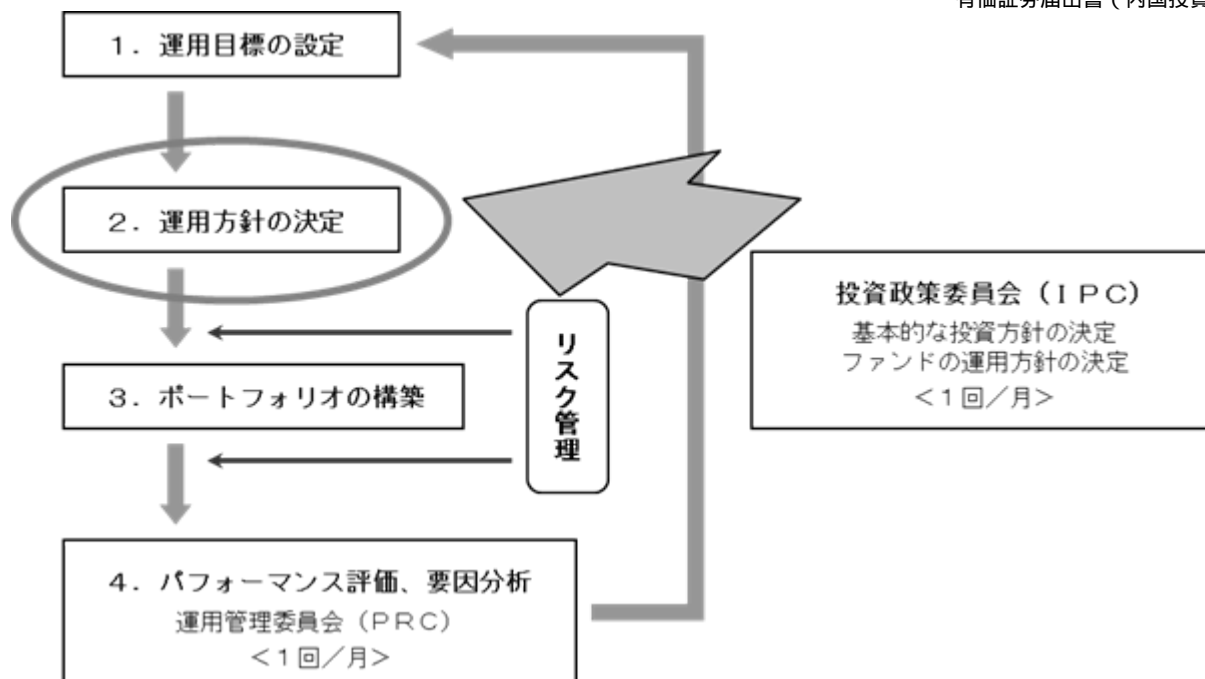 有価証券届出書（内国投資
１．運用目標の設定
２．運用方針の決定
投資政策委員会（ＩＰＣ）
基本的な投資方針の決定
ファンドの運用方針の決定
＜１回／月＞
リスク管理
３．ポートフォリオの構築
４．パフォーマンス評価、要因分析
運用管理委員会（ＰＲＣ）
＜１回／月＞